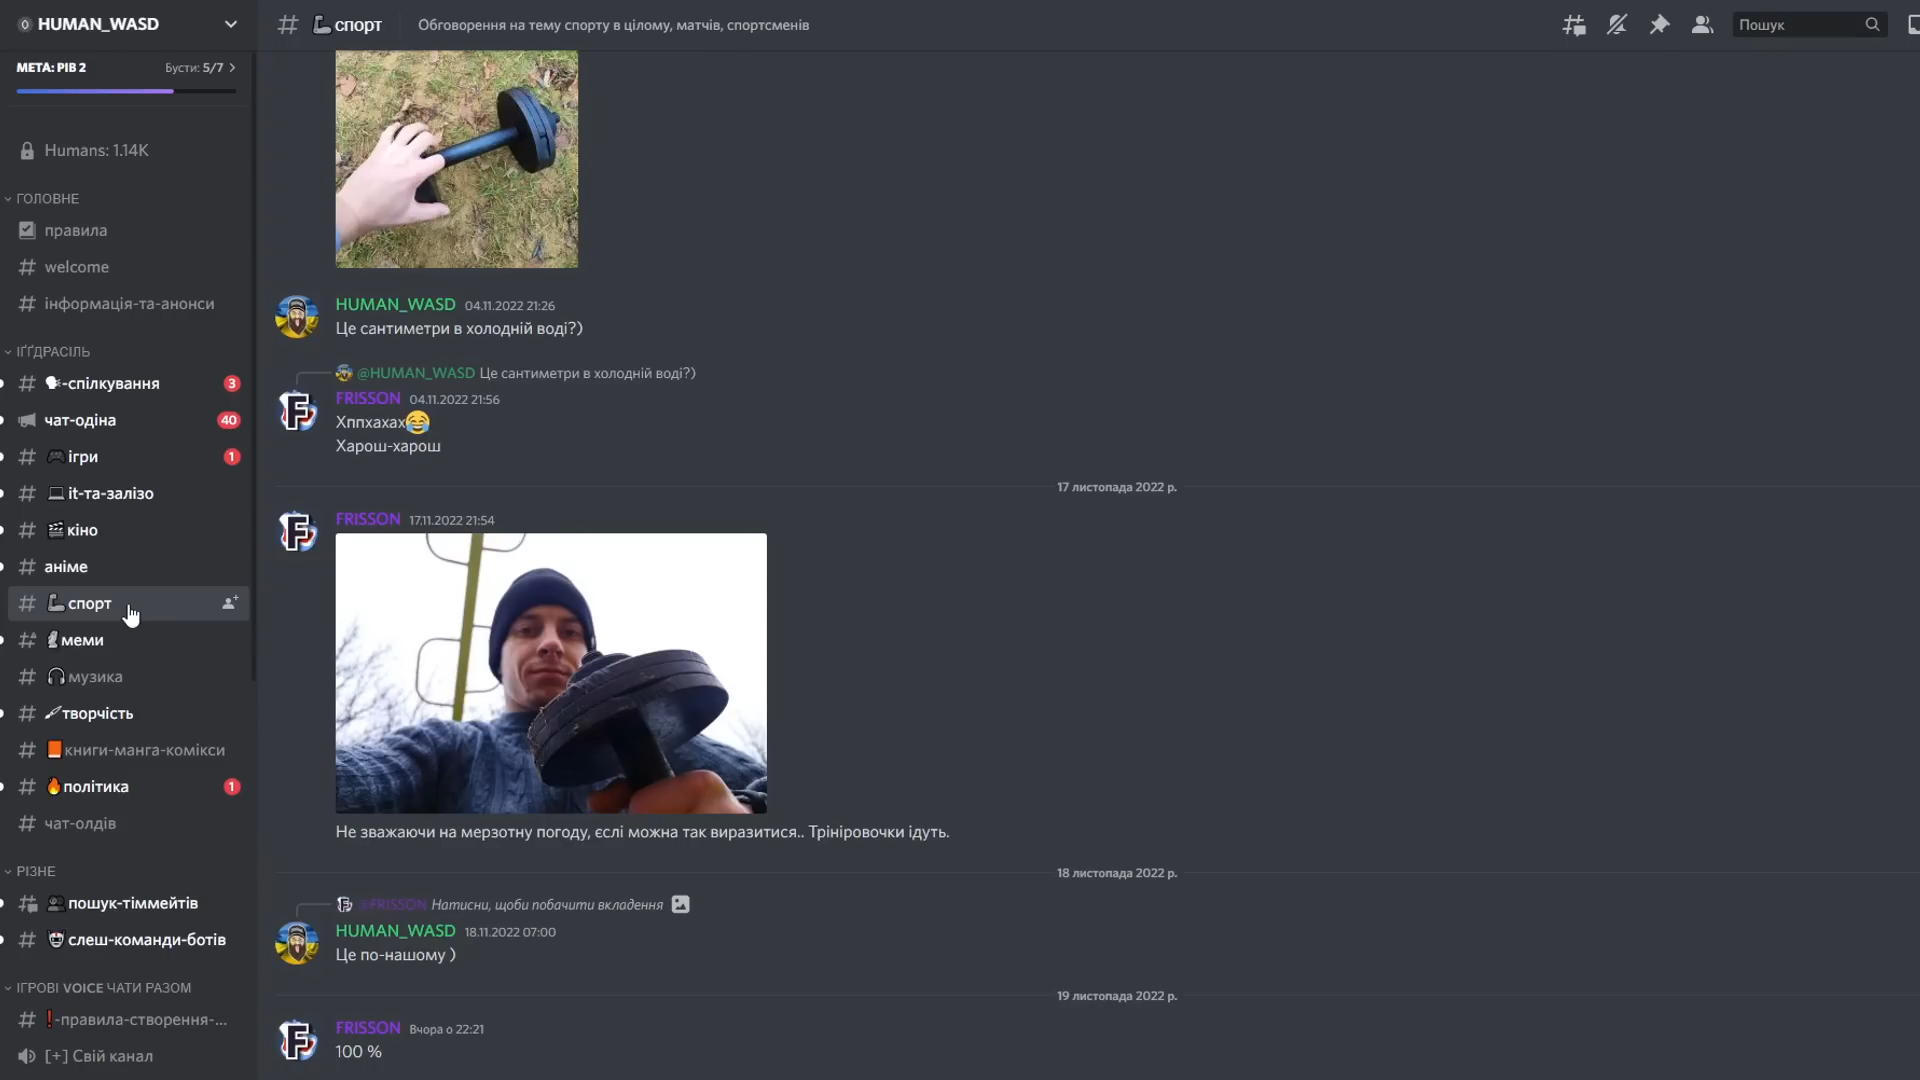 HUMAN_WASD
МЕТА: РІВ 2
Бусти: 5/7
Humans: 1.14K
ГОЛОВНЕ
правила
welcome
інформація-та-анонси
ІҐҐДРАСІЛЬ
-спілкування
3
чат-одіна
40
ігри
1
it-та-залізо
кіно
аніме
спорт
меми
музика
творчість
книги-манга-комікси
політика
1
чат-олдів
РІЗНЕ
пошук-тіммейтів
слеш-команди-ботів
ІГРОВІ VOICE ЧАТИ РАЗОМ
-правила-створення-...
[+] Свій канал
спорт
Обговорення на тему спорту в цілому, матчів, спортсменів
Пошук
HUMAN_WASD 04.11.2022 21:26
Це сантиметри в холодній воді?)
@HUMAN_WASD Це сантиметри в холодній воді?)
FRISSON 04.11.2022 21:56
Хппхахах😂
Харош-харош
17 листопада 2022 р.
FRISSON 17.11.2022 21:54
Не зважаючи на мерзотну погоду, єслі можна так виразитися.. Трініровочки ідуть.
18 листопада 2022 р.
@FRISSON Натисни, щоби побачити вкладення
HUMAN_WASD 18.11.2022 07:00
Це по-нашому )
19 листопада 2022 р.
FRISSON Вчора о 22:21
100 %